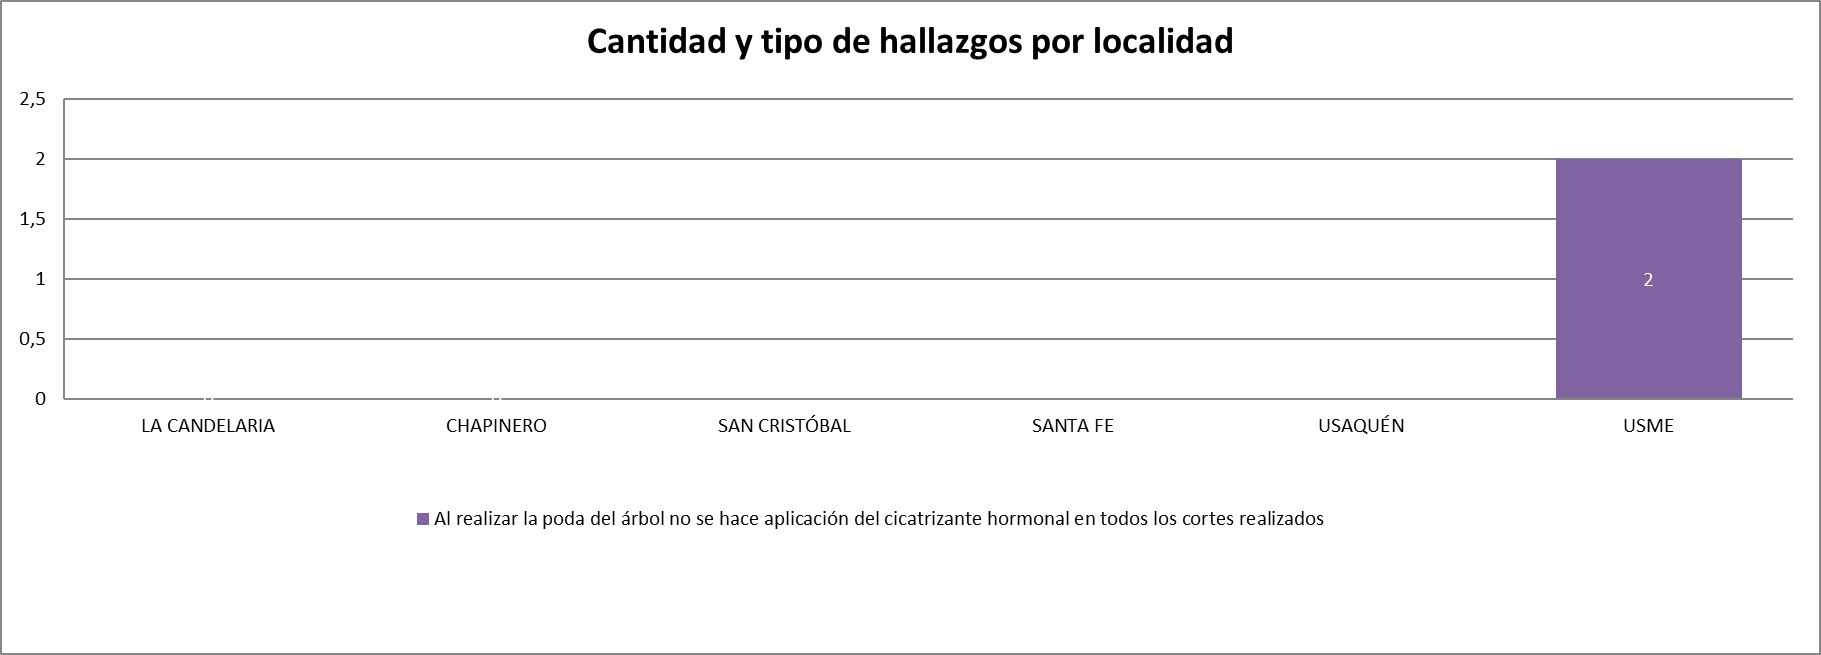 Cantidad y tipo de hallazgos por localidad
2,5
2
1,5
1
0,5
0
2
LA CANDELARIA
CHAPINERO
SAN CRISTÓBAL
SANTA FE
USAQUÉN
USME
Al realizar la poda del árbol no se hace aplicación del cicatrizante hormonal en todos los cortes realizados